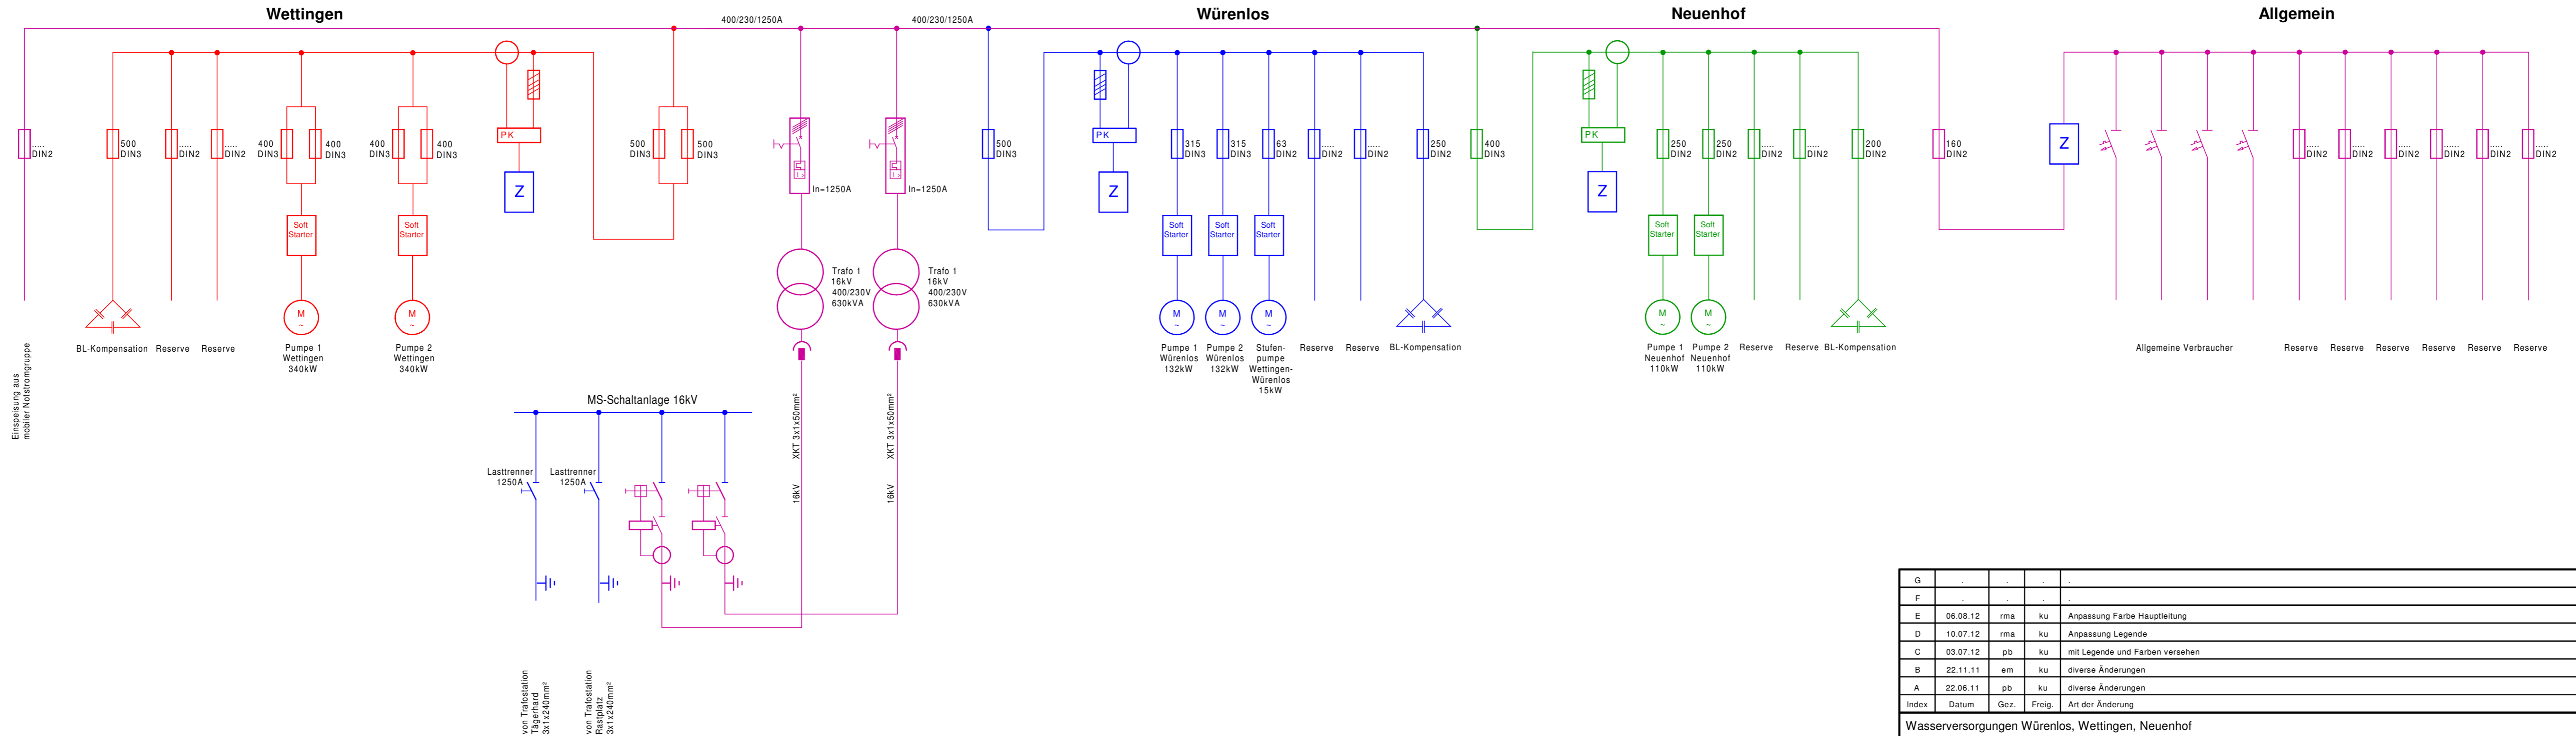 Wettingen
Würenlos
Neuenhof
Allgemein
400/230/1250A
400/230/1250A
.....
DIN2
500
DIN3
.....
DIN2
.....
DIN2
400
DIN3
400
DIN3
400
DIN3
400
DIN3
PK
Z
500
DIN3
500
DIN3
In=1250A
In=1250A
500
DIN3
PK
Z
315
DIN3
315
DIN3
63
DIN2
.....
DIN2
.....
DIN2
250
DIN2
400
DIN3
PK
Z
250
DIN2
250
DIN2
.....
DIN2
.....
DIN2
200
DIN2
160
DIN2
Z
.....
DIN2
.....
DIN2
.....
DIN2
.....
DIN2
.....
DIN2
.....
DIN2
Soft
Starter
Soft
Starter
Soft
Starter
Soft
Starter
Soft
Starter
Soft
Starter
Soft
Starter
Trafo 1
16kV
400/230V
630kVA
Trafo 1
16kV
400/230V
630kVA
M
~
M
~
M
~
M
~
M
~
M
~
M
~
Einspeisung aus
mobiler Notstromgruppe
BL-Kompensation
Reserve
Reserve
Pumpe 1
Wettingen
340kW
Pumpe 2
Wettingen
340kW
Pumpe 1
Würenlos
132kW
Pumpe 2
Würenlos
132kW
Stufen-
pumpe
Wettingen-
Würenlos
15kW
Reserve
Reserve
BL-Kompensation
Pumpe 1
Neuenhof
110kW
Pumpe 2
Neuenhof
110kW
Reserve
Reserve
BL-Kompensation
Allgemeine Verbraucher
Reserve
Reserve
Reserve
Reserve
Reserve
Reserve
MS-Schaltanlage 16kV
16kV XKT 3x1x50mm²
16kV XKT 3x1x50mm²
Lasttrenner
1250A
Lasttrenner
1250A
von Trafostation
Tägerhard
3x1x240mm²
von Trafostation
Rastplatz
3x1x240mm²
G . . . .
F . . . .
E 06.08.12 rma ku Anpassung Farbe Hauptleitung
D 10.07.12 rma ku Anpassung Legende
C 03.07.12 pb ku mit Legende und Farben versehen
B 22.11.11 em ku diverse Änderungen
A 22.06.11 pb ku diverse Änderungen
Index Datum Gez. Freig. Art der Änderung
Wasserversorgungen Würenlos, Wettingen, Neuenhof